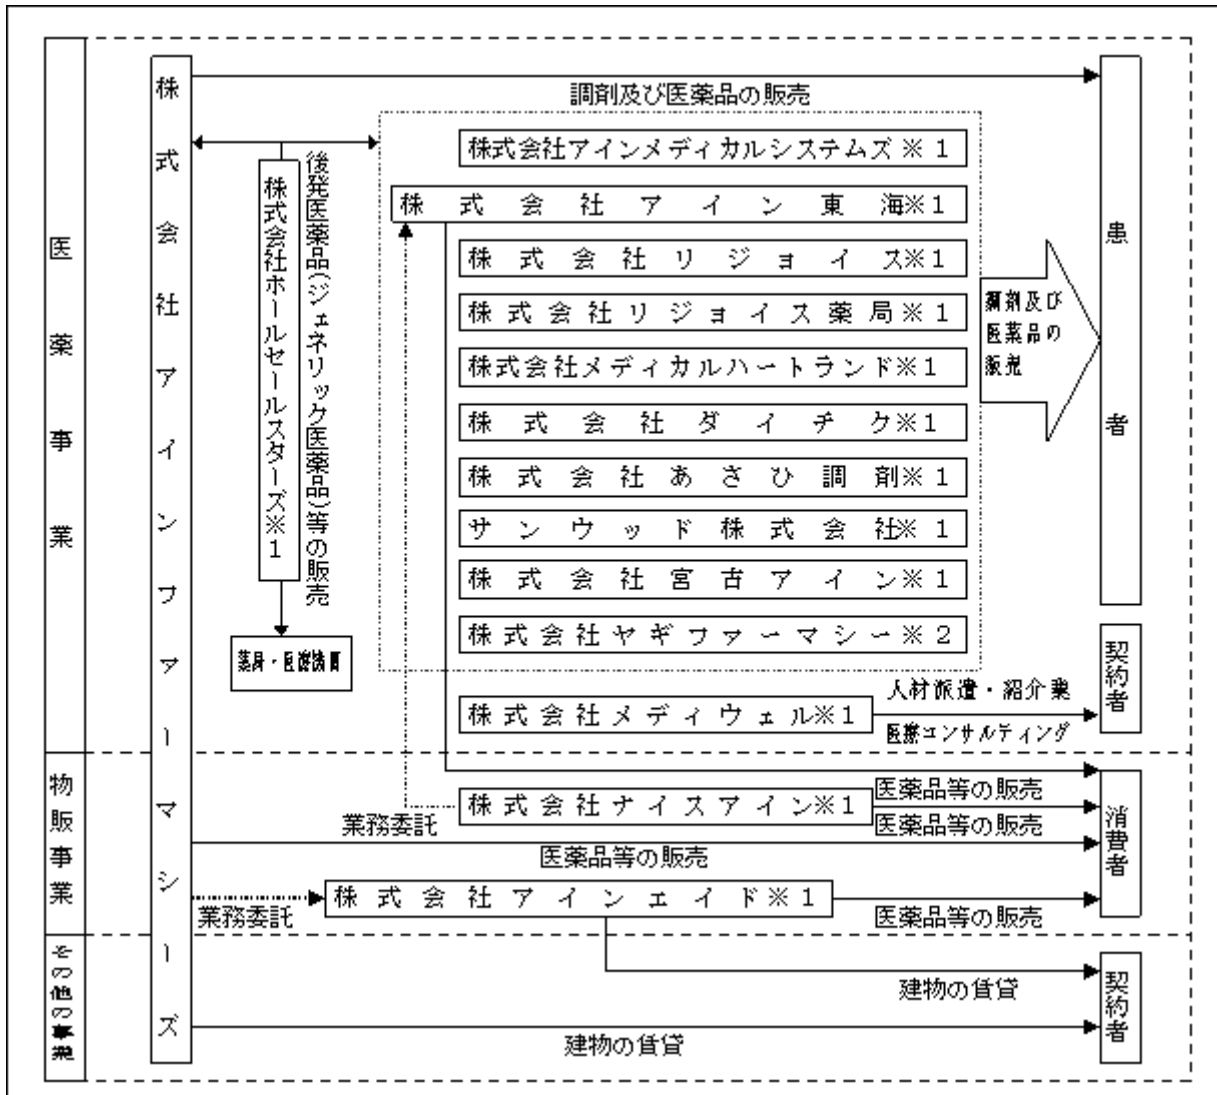 医薬事業
株式会社アインファーマシーズ
調剤及び医薬品の販売
患者
株式会社アインメディカルシステムズ※1
株式会社アイン東海※1
株式会社リジョイス※1
株式会社リジョイス薬局※1
株式会社メディカルハートランド※1
株式会社ダイチク※1
株式会社あさひ調剤※1
サンウッド株式会社※1
株式会社宮古アイン※1
株式会社ヤギファーマシー※2
調剤及び
医薬品の
販売
後発医薬品(ジェネリック医薬品)等の販売
株式会社ホールセールスターズ※1
薬局・医療機関
株式会社メディウェル※1
人材派遣・紹介業
医療コンサルティング
契約者
物販事業
株式会社ナイスアイン※1
業務委託
医薬品等の販売
医薬品等の販売
医薬品等の販売
消費者
業務委託
株式会社アインエイド※1
医薬品等の販売
その他の事業
建物の賃貸
建物の賃貸
契約者